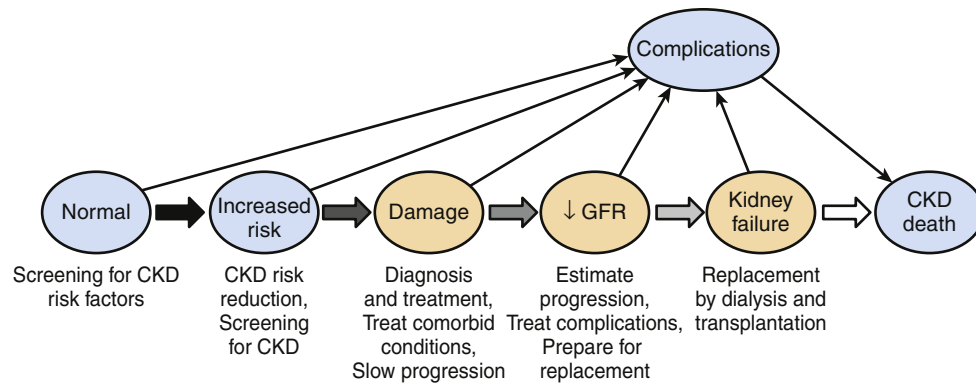 Complications
Normal
Increased
risk
Damage
↓ GFR
Kidney
failure
CKD
death
Screening for CKD
risk factors
CKD risk
reduction,
Screening
for CKD
Diagnosis
and treatment,
Treat comorbid
conditions,
Slow progression
Estimate
progression,
Treat complications,
Prepare for
replacement
Replacement
by dialysis and
transplantation